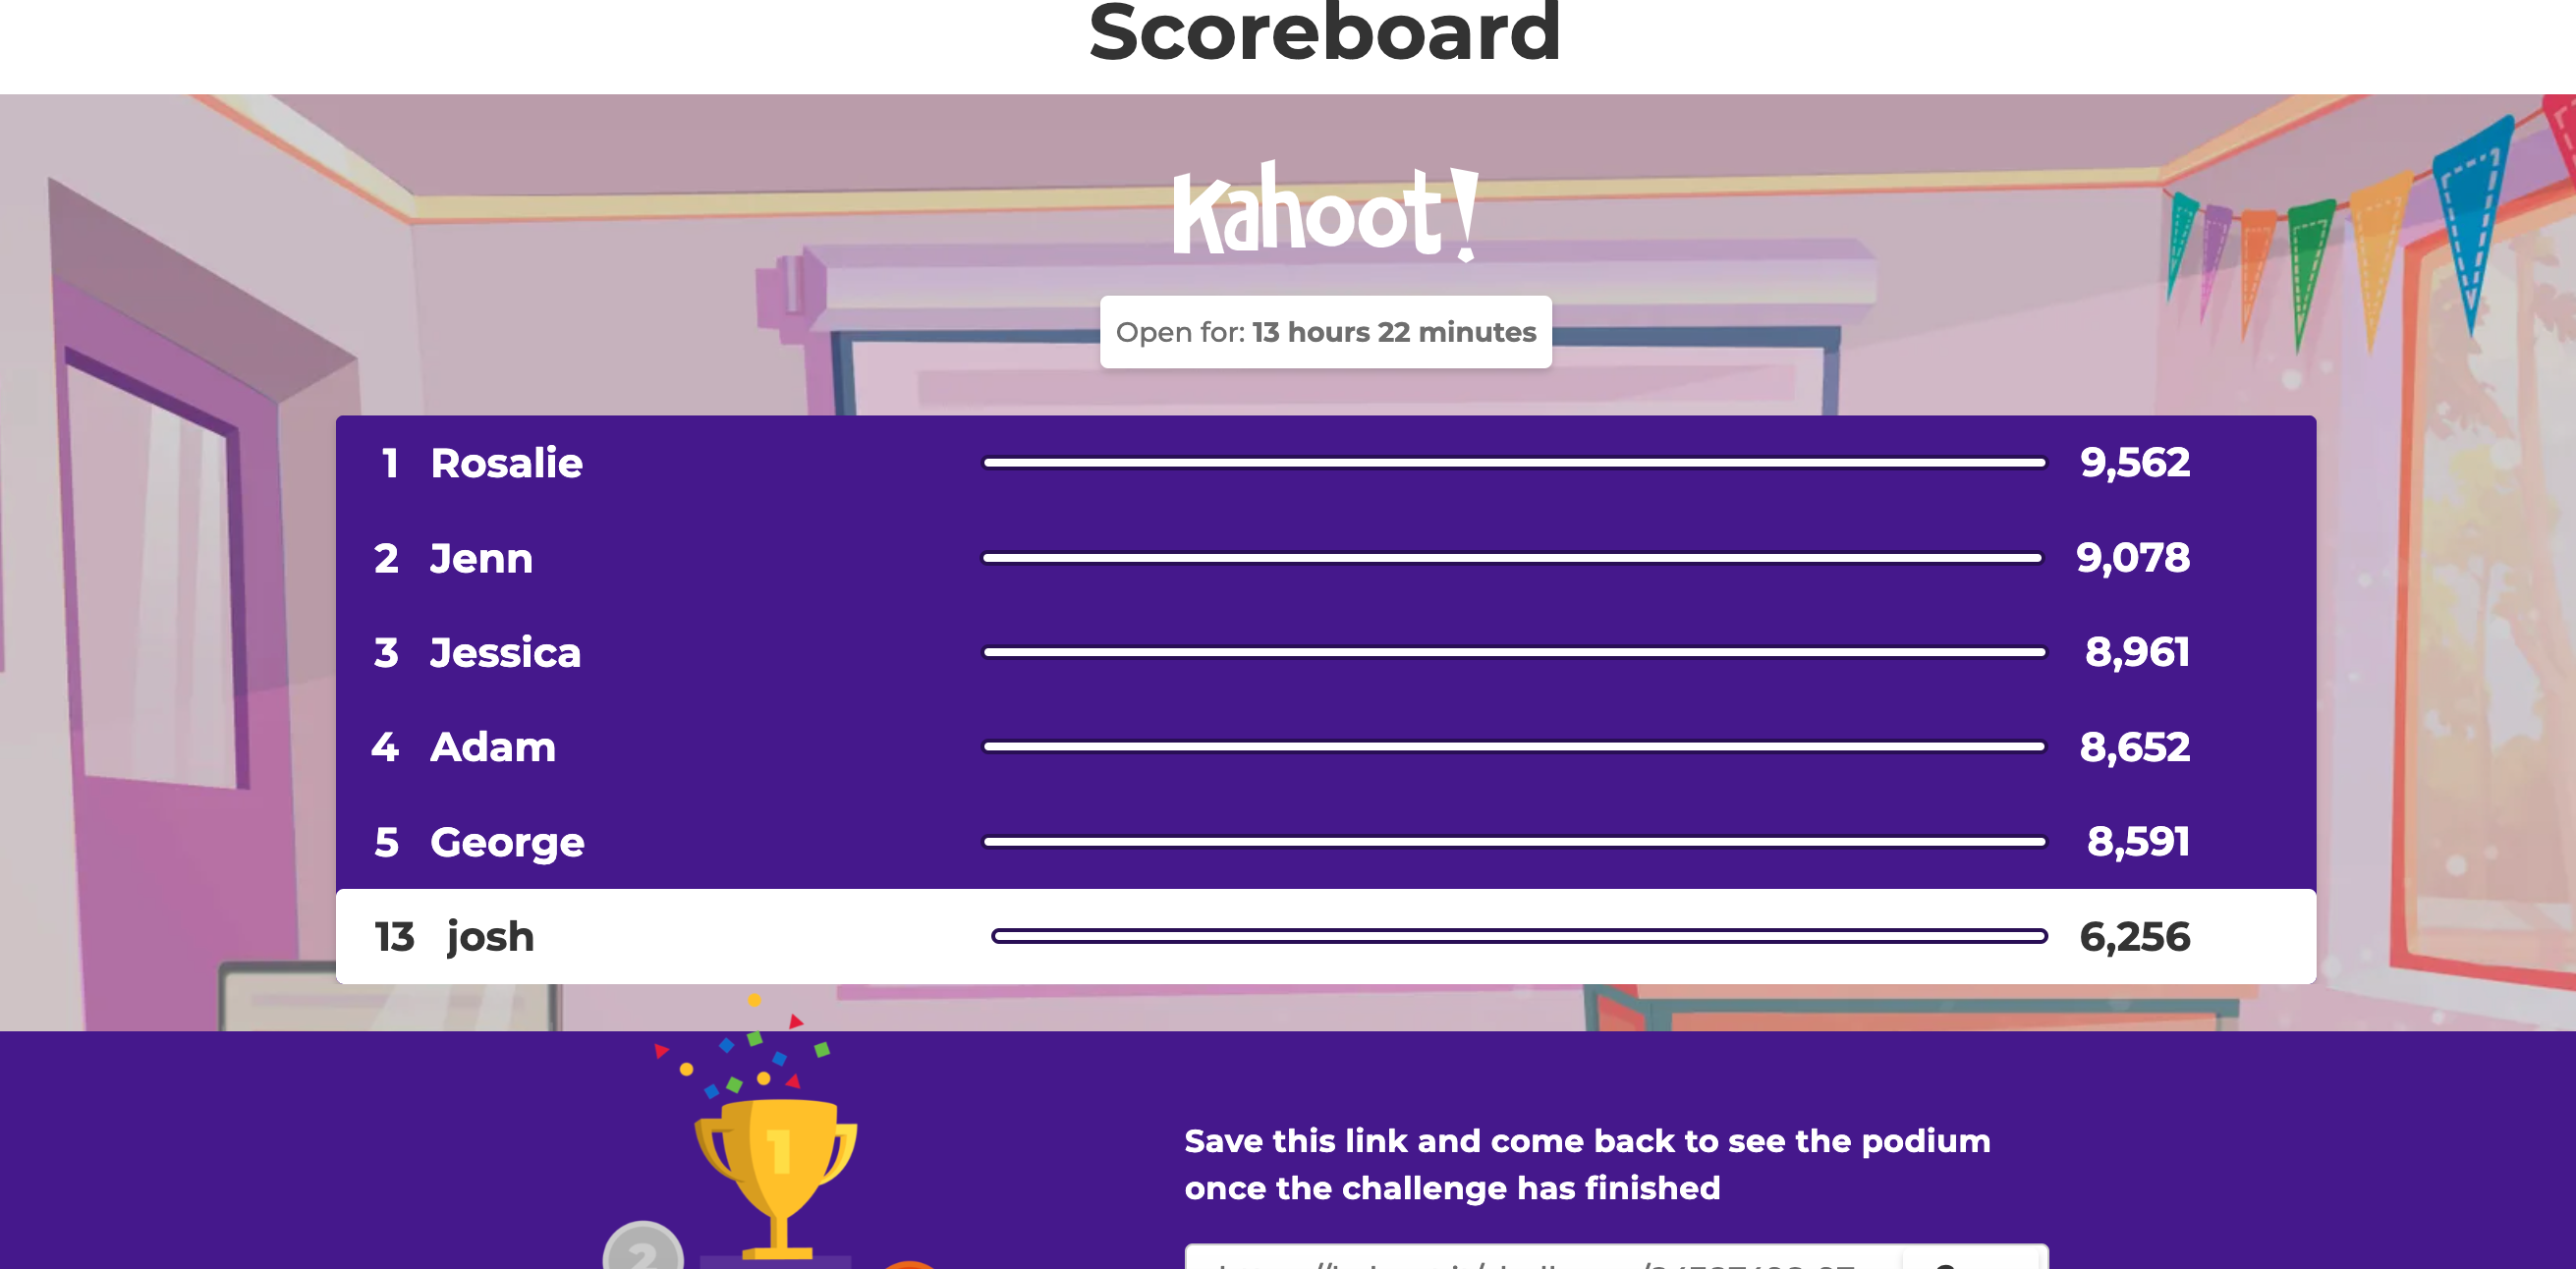 Scoreboard
Kahoot!
Open for: 13 hours 22 minutes
1 Rosalie 9,562
2 Jenn 9,078
3 Jessica 8,961
4 Adam 8,652
5 George 8,591
13 josh 6,256
1
Save this link and come back to see the podium
once the challenge has finished
2